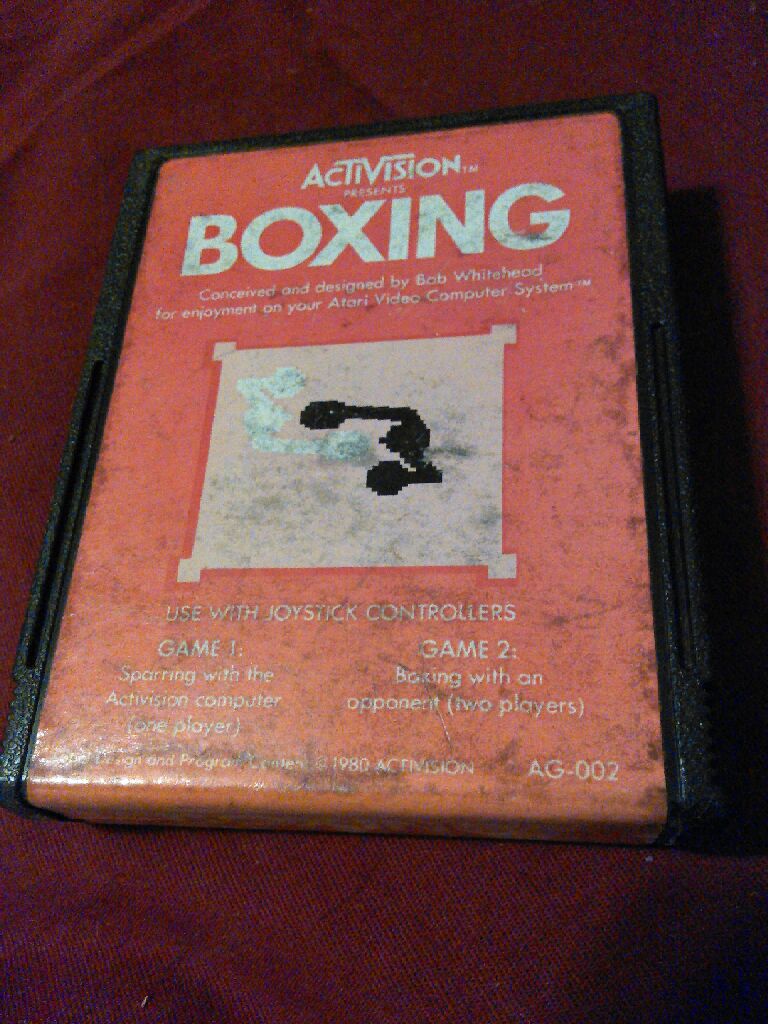 ACTIVISION™
PRESENTS
BOXING
Conceived and designed by Bob Whitehead
for enjoyment on your Atari Video Computer System™
USE WITH JOYSTICK CONTROLLERS
GAME 1:
Sparring with the
Activision computer
(one player)
GAME 2:
Boxing with an
opponent (two players)
Design and Program Content © 1980 ACTIVISION
AG-002